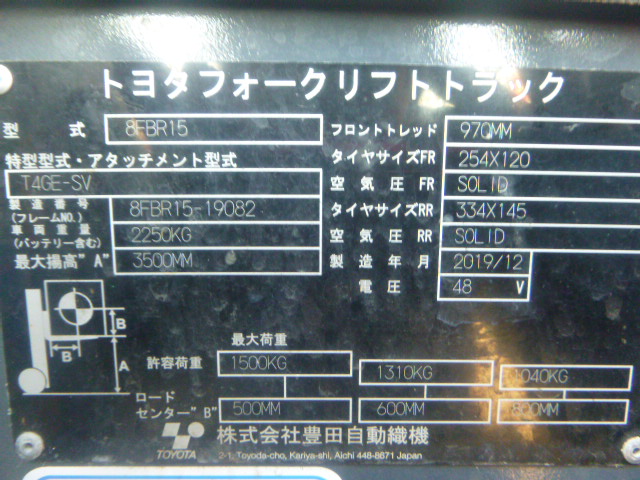 トヨタフォークリフトトラック
型式 8FBR15 フロントトレッド 970MM
特型型式・アタッチメント型式 タイヤサイズFR 254X120
T4GE-SV 空気圧FR SOLID
製造番号 (フレームNO.) 8FBR15-19082 タイヤサイズRR 334X145
車両重量 (バッテリー含む) 2250KG 空気圧RR SOLID
最大揚高"A" 3500MM 製造年月 2019/12
電圧 48 V
B
B
A
最大荷重
許容荷重 1500KG 1310KG 1040KG
ロード
センター"B" 500MM 600MM 800MM
TOYOTA 株式会社豊田自動織機
2-1, Toyoda-cho, Kariya-shi, Aichi 448-8671 Japan